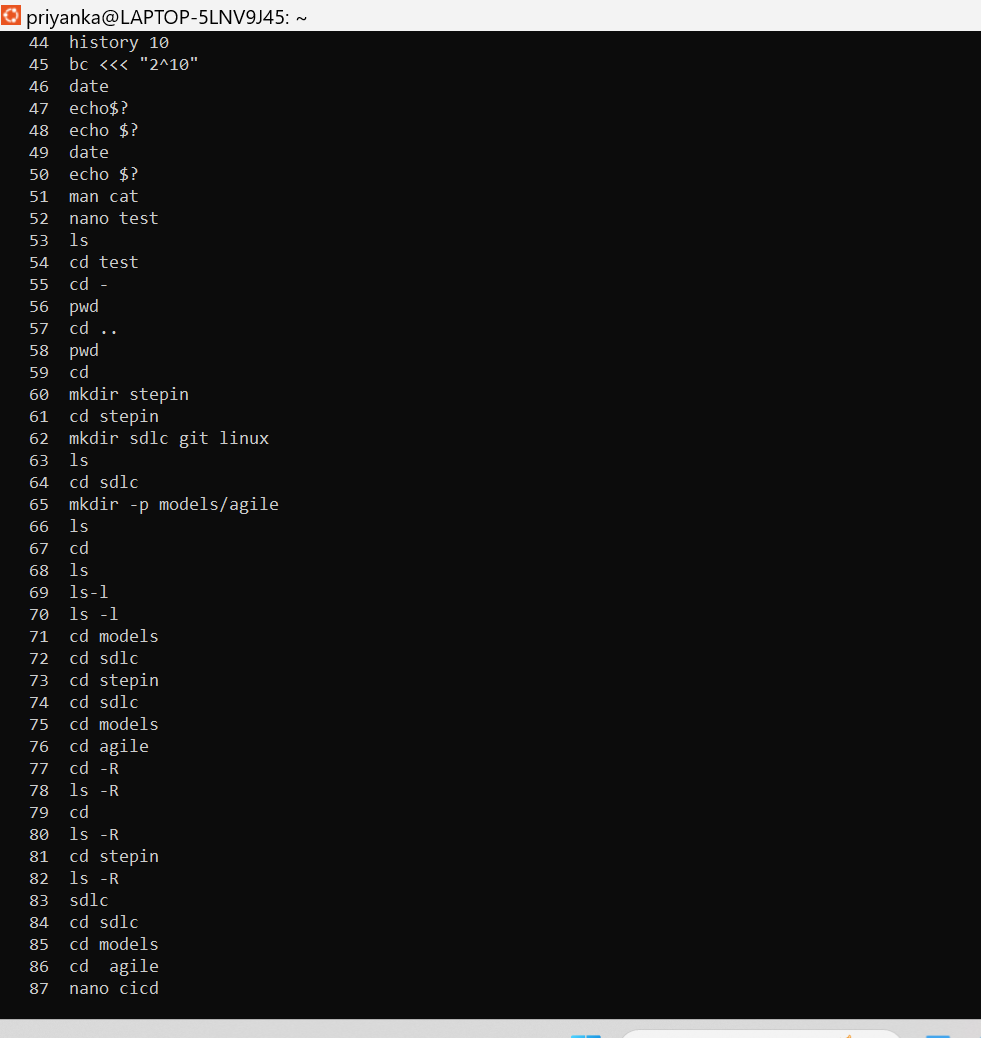 priyanka@LAPTOP-5LNV9J45: ~
44 history 10
45 bc <<< "2^10"
46 date
47 echo$?
48 echo $?
49 date
50 echo $?
51 man cat
52 nano test
53 ls
54 cd test
55 cd -
56 pwd
57 cd ..
58 pwd
59 cd
60 mkdir stepin
61 cd stepin
62 mkdir sdlc git linux
63 ls
64 cd sdlc
65 mkdir -p models/agile
66 ls
67 cd
68 ls
69 ls-l
70 ls -l
71 cd models
72 cd sdlc
73 cd stepin
74 cd sdlc
75 cd models
76 cd agile
77 cd -R
78 ls -R
79 cd
80 ls -R
81 cd stepin
82 ls -R
83 sdlc
84 cd sdlc
85 cd models
86 cd  agile
87 nano cicd